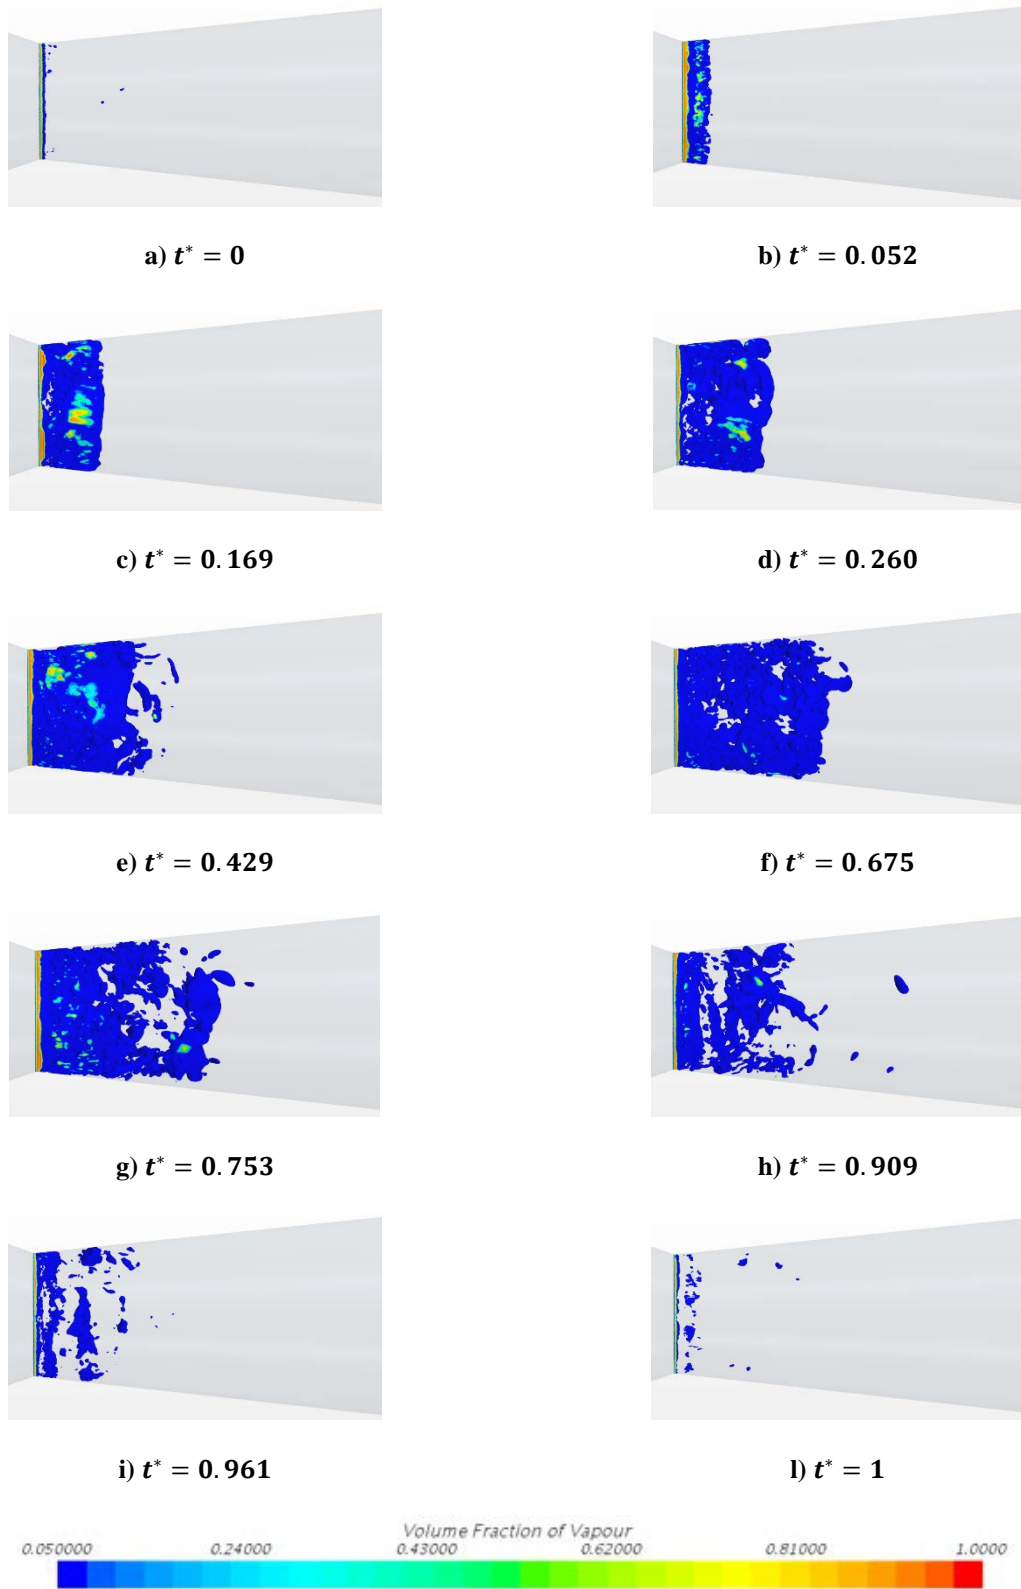 a) t* = 0
b) t* = 0.052
c) t* = 0.169
d) t* = 0.260
e) t* = 0.429
f) t* = 0.675
g) t* = 0.753
h) t* = 0.909
i) t* = 0.961
l) t* = 1
Volume Fraction of Vapour
0.050000 0.24000 0.43000 0.62000 0.81000 1.0000